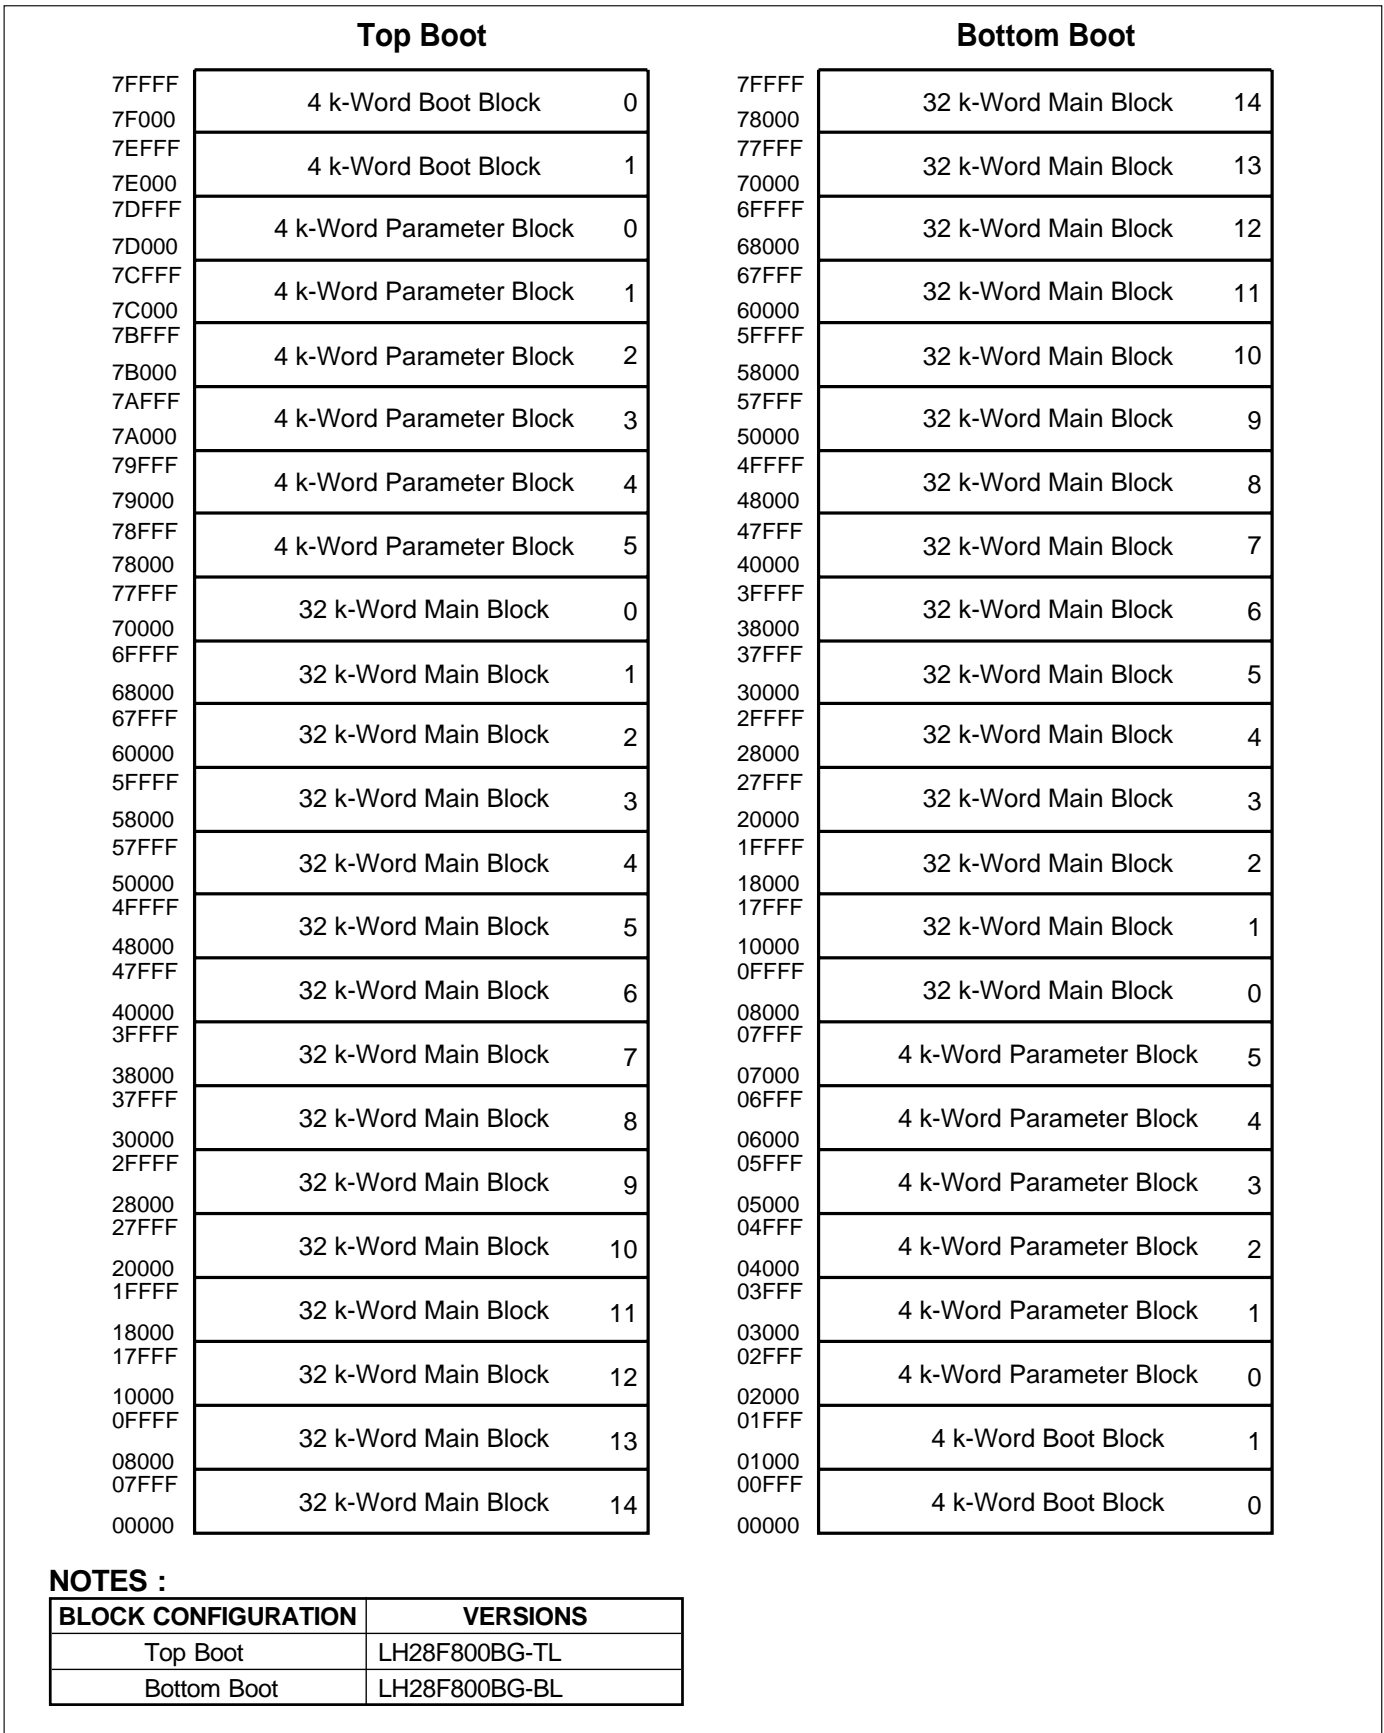 Top Boot
7FFFF
4 k-Word Boot Block 0
7F000
7EFFF
4 k-Word Boot Block 1
7E000
7DFFF
4 k-Word Parameter Block 0
7D000
7CFFF
4 k-Word Parameter Block 1
7C000
7BFFF
4 k-Word Parameter Block 2
7B000
7AFFF
4 k-Word Parameter Block 3
7A000
79FFF
4 k-Word Parameter Block 4
79000
78FFF
4 k-Word Parameter Block 5
78000
77FFF
32 k-Word Main Block 0
70000
6FFFF
32 k-Word Main Block 1
68000
67FFF
32 k-Word Main Block 2
60000
5FFFF
32 k-Word Main Block 3
58000
57FFF
32 k-Word Main Block 4
50000
4FFFF
32 k-Word Main Block 5
48000
47FFF
32 k-Word Main Block 6
40000
3FFFF
32 k-Word Main Block 7
38000
37FFF
32 k-Word Main Block 8
30000
2FFFF
32 k-Word Main Block 9
28000
27FFF
32 k-Word Main Block 10
20000
1FFFF
32 k-Word Main Block 11
18000
17FFF
32 k-Word Main Block 12
10000
0FFFF
32 k-Word Main Block 13
08000
07FFF
32 k-Word Main Block 14
00000
Bottom Boot
7FFFF
32 k-Word Main Block 14
78000
77FFF
32 k-Word Main Block 13
70000
6FFFF
32 k-Word Main Block 12
68000
67FFF
32 k-Word Main Block 11
60000
5FFFF
32 k-Word Main Block 10
58000
57FFF
32 k-Word Main Block 9
50000
4FFFF
32 k-Word Main Block 8
48000
47FFF
32 k-Word Main Block 7
40000
3FFFF
32 k-Word Main Block 6
38000
37FFF
32 k-Word Main Block 5
30000
2FFFF
32 k-Word Main Block 4
28000
27FFF
32 k-Word Main Block 3
20000
1FFFF
32 k-Word Main Block 2
18000
17FFF
32 k-Word Main Block 1
10000
0FFFF
32 k-Word Main Block 0
08000
07FFF
4 k-Word Parameter Block 5
07000
06FFF
4 k-Word Parameter Block 4
06000
05FFF
4 k-Word Parameter Block 3
05000
04FFF
4 k-Word Parameter Block 2
04000
03FFF
4 k-Word Parameter Block 1
03000
02FFF
4 k-Word Parameter Block 0
02000
01FFF
4 k-Word Boot Block 1
01000
00FFF
4 k-Word Boot Block 0
00000
NOTES :
BLOCK CONFIGURATION VERSIONS
Top Boot LH28F800BG-TL
Bottom Boot LH28F800BG-BL